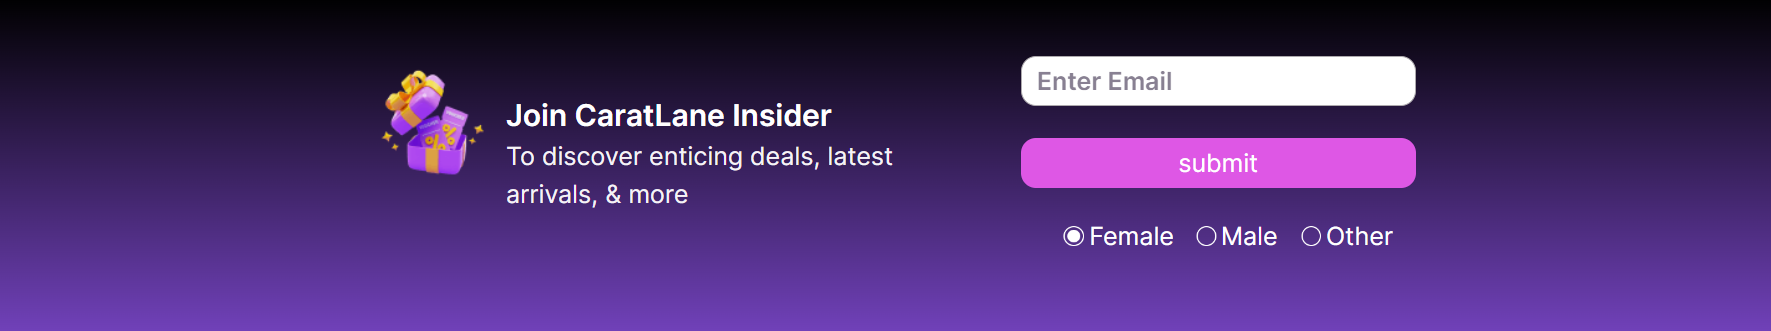 Join CaratLane Insider
To discover enticing deals, latest
arrivals, & more
Enter Email
submit
Female Male Other